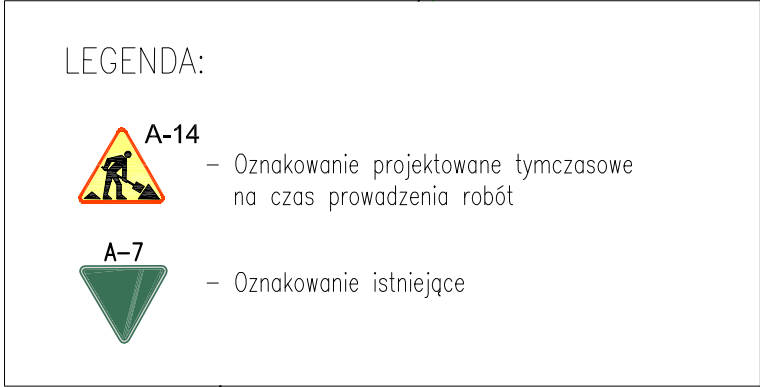 LEGENDA:
A-14
– Oznakowanie projektowane tymczasowe
na czas prowadzenia robót
A-7
– Oznakowanie istniejące